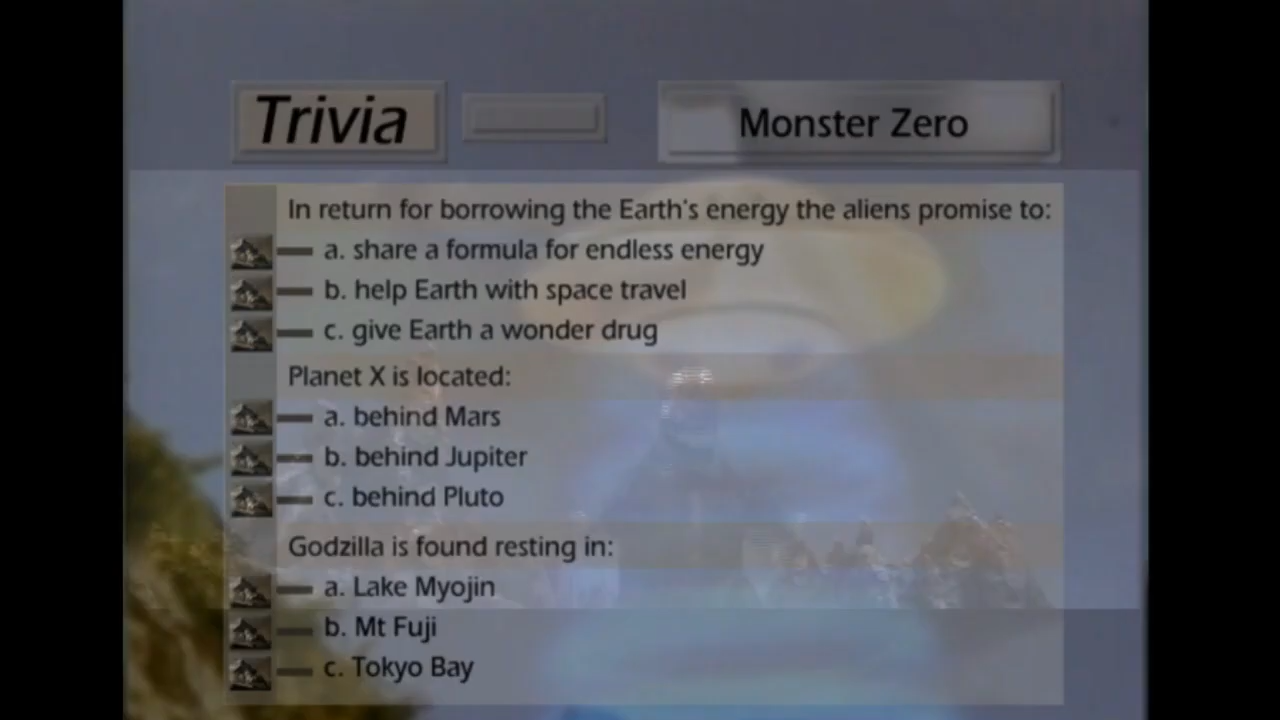 Trivia
Monster Zero
In return for borrowing the Earth's energy the aliens promise to:
a. share a formula for endless energy
b. help Earth with space travel
c. give Earth a wonder drug
Planet X is located:
a. behind Mars
b. behind Jupiter
c. behind Pluto
Godzilla is found resting in:
a. Lake Myojin
b. Mt Fuji
c. Tokyo Bay